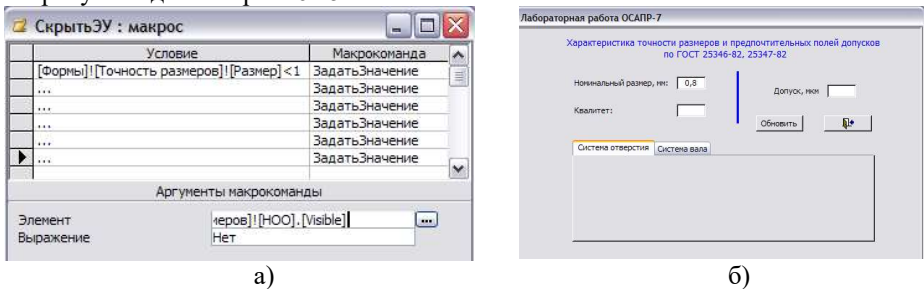 СкрытьЭУ : макрос
Условие Макрокоманда
[Формы]![Точность размеров]![Размер]<1 ЗадатьЗначение
... ЗадатьЗначение
... ЗадатьЗначение
... ЗадатьЗначение
... ЗадатьЗначение
... ЗадатьЗначение
Аргументы макрокоманды
Элемент меров]![НОО].[Visible] ...
Выражение Нет
а)
Лабораторная работа ОСАПР-7
Характеристика точности размеров и предпочтительных полей допусков
по ГОСТ 25346-82, 25347-82
Номинальный размер, мм: 0,8
Допуск, мкм
Квалитет:
Обновить
Система отверстия Система вала
б)